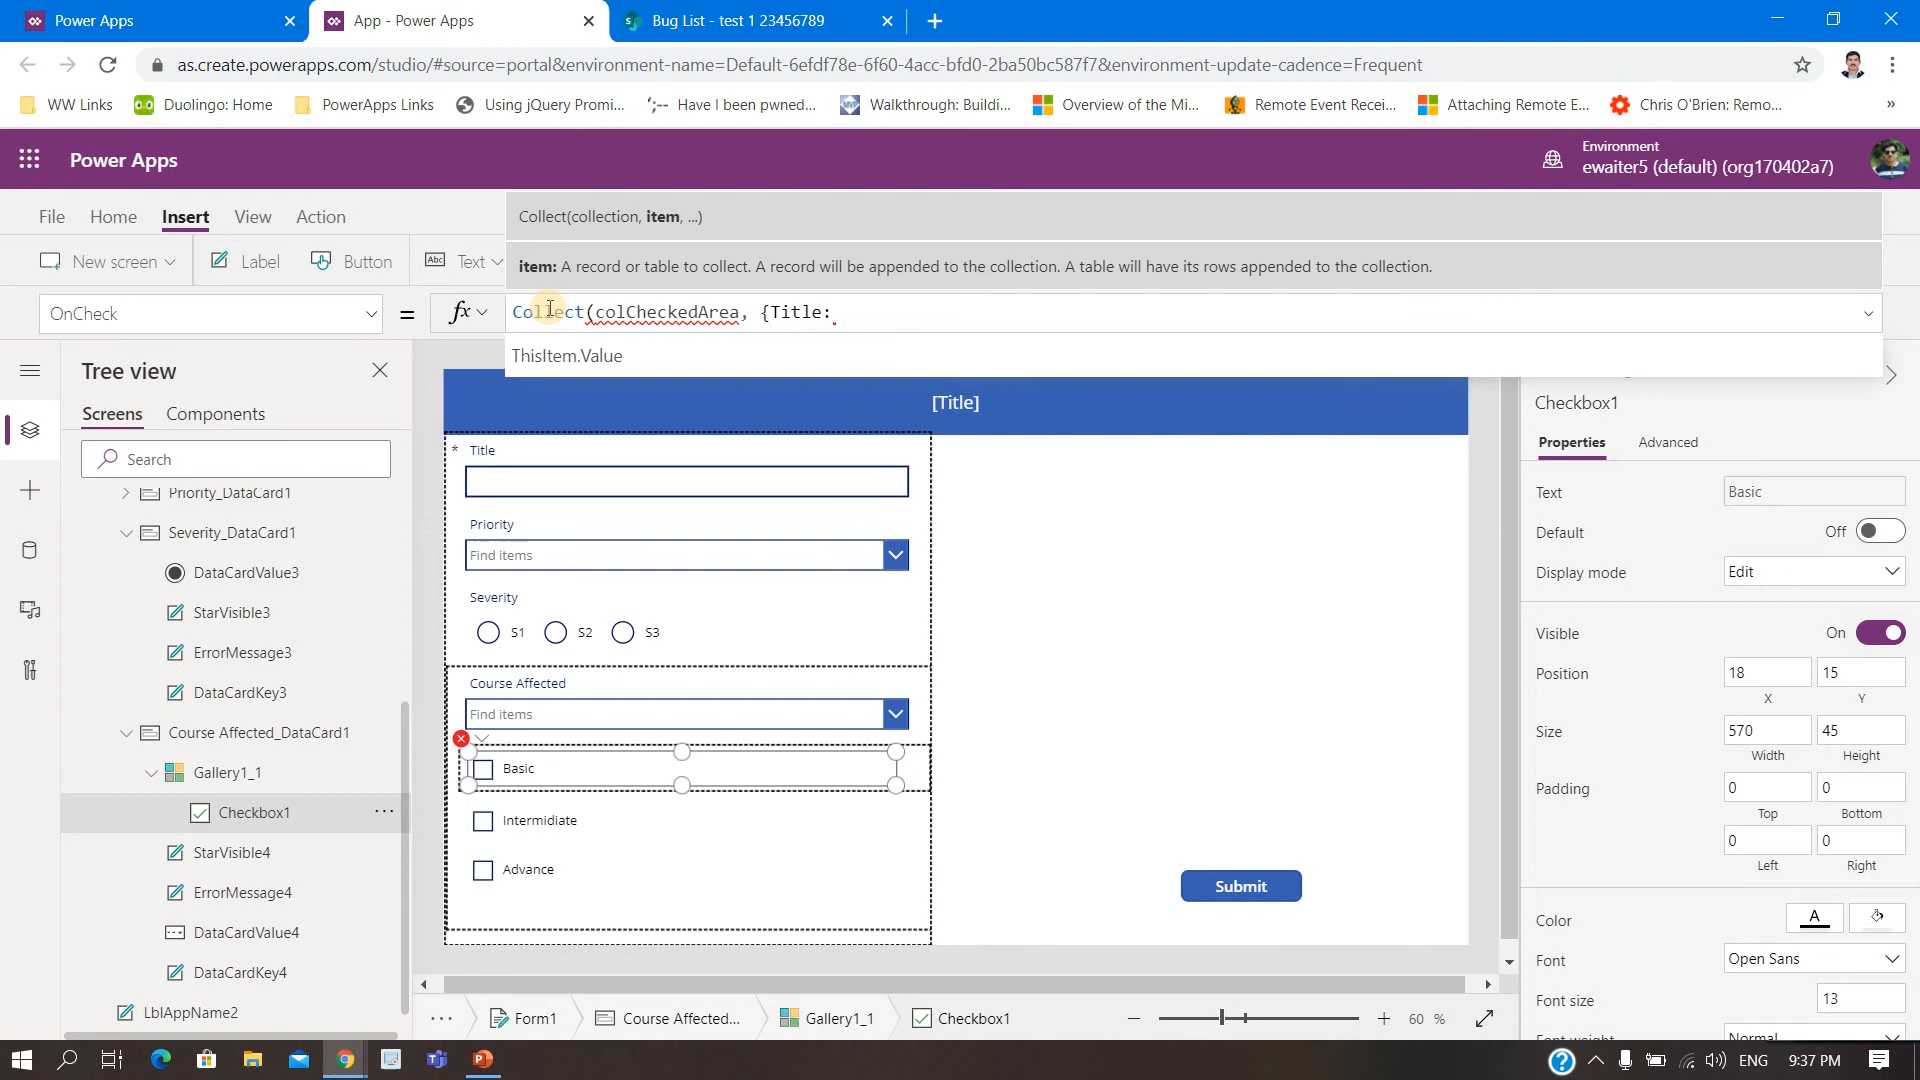 Power Apps
App - Power Apps
Bug List - test 1 23456789
as.create.powerapps.com/studio/#source=portal&environment-name=Default-6efdf78e-6f60-4acc-bfd0-2ba50bc587f7&environment-update-cadence=Frequent
WW Links
Duolingo: Home
PowerApps Links
Using jQuery Promi...
Have I been pwned...
Walkthrough: Buildi...
Overview of the Mi...
Remote Event Recei...
Attaching Remote E...
Chris O'Brien: Remo...
»
Power Apps
Environment
ewaiter5 (default) (org170402a7)
File
Home
Insert
View
Action
Collect(collection, item, ...)
New screen
Label
Button
Abc
Text
item: A record or table to collect. A record will be appended to the collection. A table will have its rows appended to the collection.
OnCheck
=
fx
Collect(colCheckedArea, {Title:
ThisItem.Value
Tree view
Screens
Components
Search
Priority_DataCard1
Severity_DataCard1
DataCardValue3
StarVisible3
ErrorMessage3
DataCardKey3
Course Affected_DataCard1
Gallery1_1
Checkbox1
...
StarVisible4
ErrorMessage4
DataCardValue4
DataCardKey4
LblAppName2
[Title]
* Title
Priority
Find items
Severity
S1
S2
S3
Course Affected
Find items
Basic
Intermidiate
Advance
Submit
Checkbox1
Properties
Advanced
Text
Basic
Default
Off
Display mode
Edit
Visible
On
Position
18
15
X
Y
Size
570
45
Width
Height
Padding
0
0
Top
Bottom
0
0
Left
Right
Color
A
Font
Open Sans
Font size
13
...
Form1
Course Affected...
Gallery1_1
Checkbox1
60 %
ENG
9:37 PM